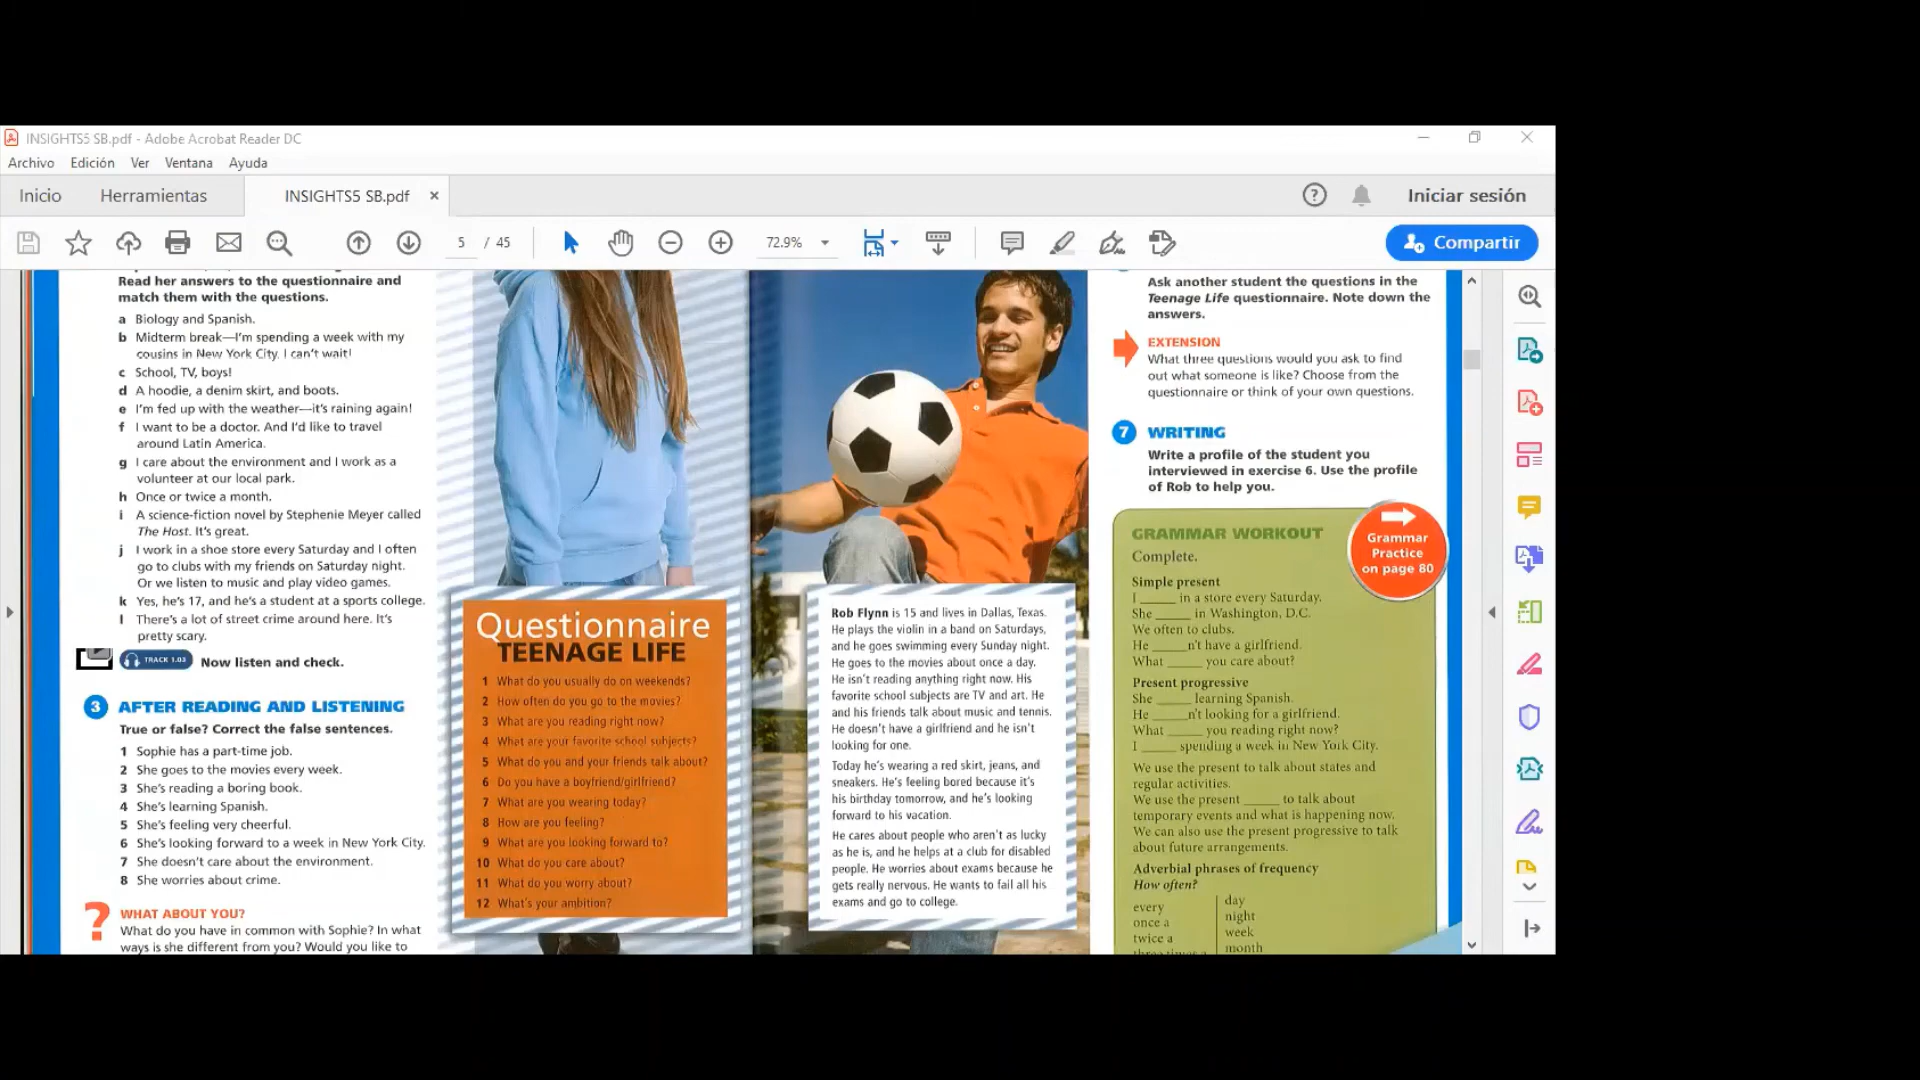 INSIGHTS5 SB.pdf - Adobe Acrobat Reader DC
Archivo Edición Ver Ventana Ayuda
Inicio Herramientas INSIGHTS5 SB.pdf × Iniciar sesión
5 / 45 72.9% Compartir
Read her answers to the questionnaire and
match them with the questions.
a Biology and Spanish.
b Midterm break—I'm spending a week with my
cousins in New York City. I can't wait!
c School, TV, boys!
d A hoodie, a denim skirt, and boots.
e I'm fed up with the weather—it's raining again!
f I want to be a doctor. And I'd like to travel
around Latin America.
g I care about the environment and I work as a
volunteer at our local park.
h Once or twice a month.
i A science-fiction novel by Stephenie Meyer called
The Host. It's great.
j I work in a shoe store every Saturday and I often
go to clubs with my friends on Saturday night.
Or we listen to music and play video games.
k Yes, he's 17, and he's a student at a sports college.
l There's a lot of street crime around here. It's
pretty scary.
TRACK 1.03 Now listen and check.
3 AFTER READING AND LISTENING
True or false? Correct the false sentences.
1 Sophie has a part-time job.
2 She goes to the movies every week.
3 She's reading a boring book.
4 She's learning Spanish.
5 She's feeling very cheerful.
6 She's looking forward to a week in New York City.
7 She doesn't care about the environment.
8 She worries about crime.
? WHAT ABOUT YOU?
What do you have in common with Sophie? In what
ways is she different from you? Would you like to
Questionnaire
TEENAGE LIFE
1 What do you usually do on weekends?
2 How often do you go to the movies?
3 What are you reading right now?
4 What are your favorite school subjects?
5 What do you and your friends talk about?
6 Do you have a boyfriend/girlfriend?
7 What are you wearing today?
8 How are you feeling?
9 What are you looking forward to?
10 What do you care about?
11 What do you worry about?
12 What's your ambition?
Rob Flynn is 15 and lives in Dallas, Texas.
He plays the violin in a band on Saturdays,
and he goes swimming every Sunday night.
He goes to the movies about once a day.
He isn't reading anything right now. His
favorite school subjects are TV and art. He
and his friends talk about music and tennis.
He doesn't have a girlfriend and he isn't
looking for one.
Today he's wearing a red skirt, jeans, and
sneakers. He's feeling bored because it's
his birthday tomorrow, and he's looking
forward to his vacation.
He cares about people who aren't as lucky
as he is, and he helps at a club for disabled
people. He worries about exams because he
gets really nervous. He wants to fail all his
exams and go to college.
Ask another student the questions in the
Teenage Life questionnaire. Note down the
answers.
EXTENSION
What three questions would you ask to find
out what someone is like? Choose from the
questionnaire or think of your own questions.
7 WRITING
Write a profile of the student you
interviewed in exercise 6. Use the profile
of Rob to help you.
Grammar
Practice
on page 80
GRAMMAR WORKOUT
Complete.
Simple present
I _____ in a store every Saturday.
She _____ in Washington, D.C.
We often to clubs.
He _____n't have a girlfriend.
What _____ you care about?
Present progressive
She _____ learning Spanish.
He _____n't looking for a girlfriend.
What _____ you reading right now?
I _____ spending a week in New York City.
We use the present to talk about states and
regular activities.
We use the present _____ to talk about
temporary events and what is happening now.
We can also use the present progressive to talk
about future arrangements.
Adverbial phrases of frequency
How often?
every day
once a night
twice a week
three times a month